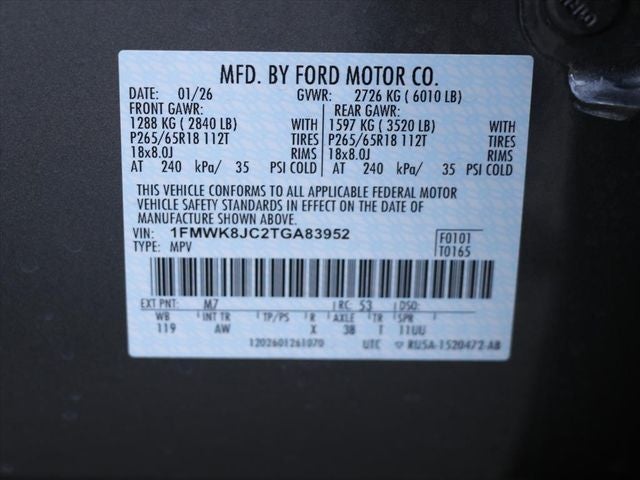 MFD. BY FORD MOTOR CO.
DATE: 01/26 GVWR: 2726 KG ( 6010 LB)
FRONT GAWR: REAR GAWR:
1288 KG ( 2840 LB) WITH 1597 KG ( 3520 LB) WITH
P265/65R18 112T TIRES P265/65R18 112T TIRES
18x8.0J RIMS 18x8.0J RIMS
AT 240 kPa/ 35 PSI COLD AT 240 kPa/ 35 PSI COLD
THIS VEHICLE CONFORMS TO ALL APPLICABLE FEDERAL MOTOR
VEHICLE SAFETY STANDARDS IN EFFECT ON THE DATE OF
MANUFACTURE SHOWN ABOVE.
VIN: 1FMWK8JC2TGA83952 F0101
TYPE: MPV T0165
EXT PNT: M7 RC: 53 DSO:
WB INT TR TP/PS R AXLE TR SPR
119 AW X 38 T 11UU
1202601261070 UTC RU5A-1520472-AB